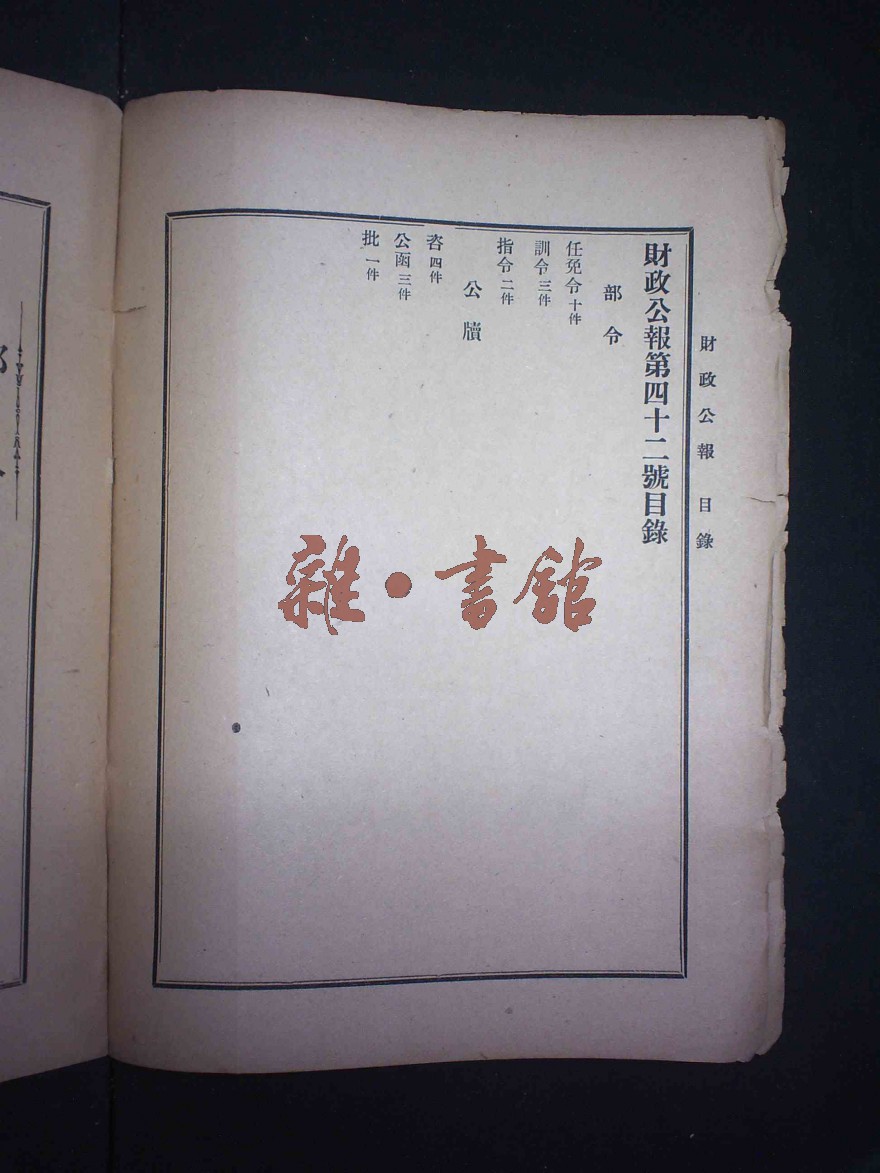 財政公報 目錄
財政公報第四十二號目錄
部令
任免令十件
訓令三件
指令二件
公牘
咨四件
公函三件
批一件
雜·書館